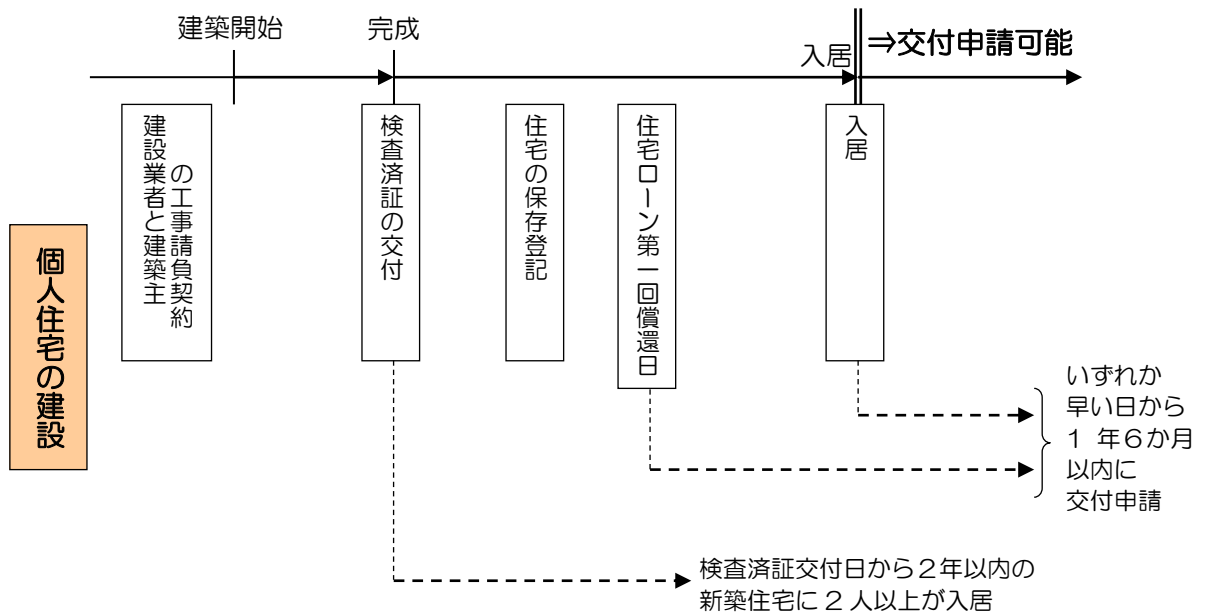 建築開始
完成
入居
⇒交付申請可能
個人住宅の建設
建設業者と建築主
の工事請負契約
検査済証の交付
住宅の保存登記
住宅ローン第一回償還日
入居
いずれか
早い日から
1 年6か月
以内に
交付申請
検査済証交付日から2年以内の
新築住宅に 2 人以上が入居